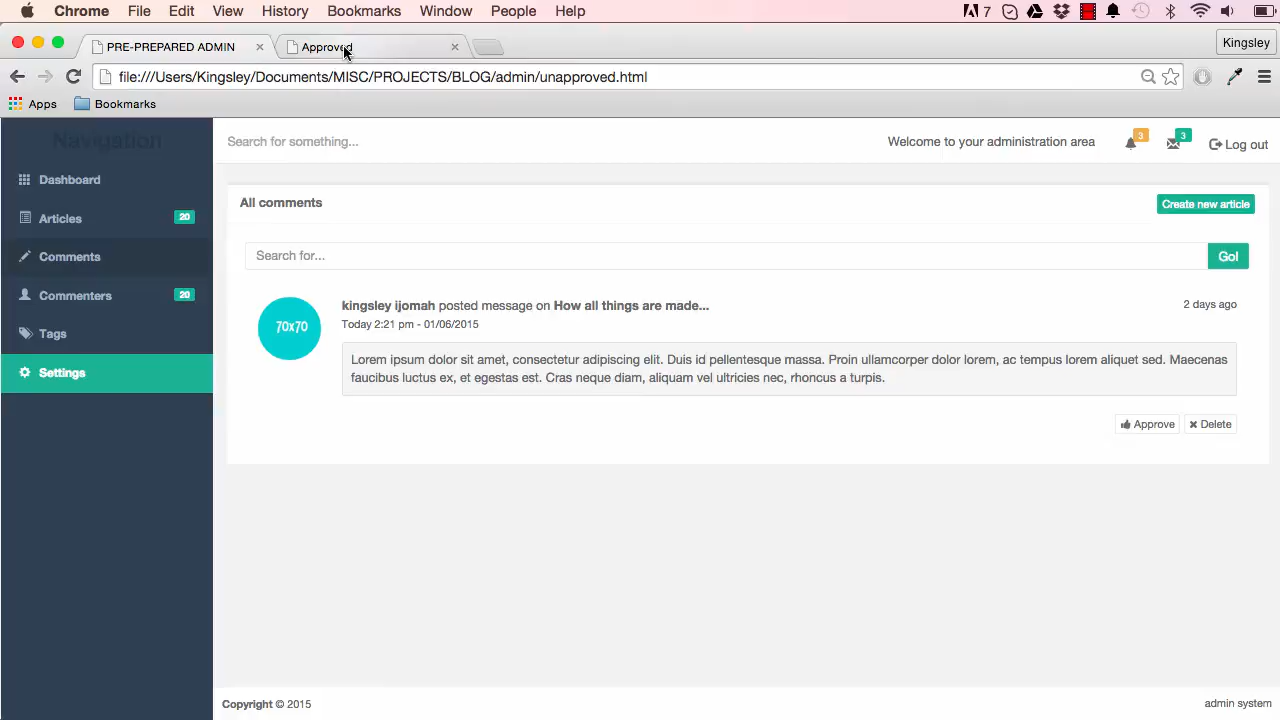 Chrome File Edit View History Bookmarks Window People Help 7
PRE-PREPARED ADMIN Approved Kingsley
file:///Users/Kingsley/Documents/MISC/PROJECTS/BLOG/admin/unapproved.html
Apps Bookmarks
Navigation
Search for something... Welcome to your administration area 3 3 Log out
Dashboard
Articles 20
Comments
Commenters 20
Tags
Settings
All comments Create new article
Search for... Go!
70x70
kingsley ijomah posted message on How all things are made... 2 days ago
Today 2:21 pm - 01/06/2015
Lorem ipsum dolor sit amet, consectetur adipiscing elit. Duis id pellentesque massa. Proin ullamcorper dolor lorem, ac tempus lorem aliquet sed. Maecenas
faucibus luctus ex, et egestas est. Cras neque diam, aliquam vel ultricies nec, rhoncus a turpis.
Approve Delete
Copyright © 2015 admin system